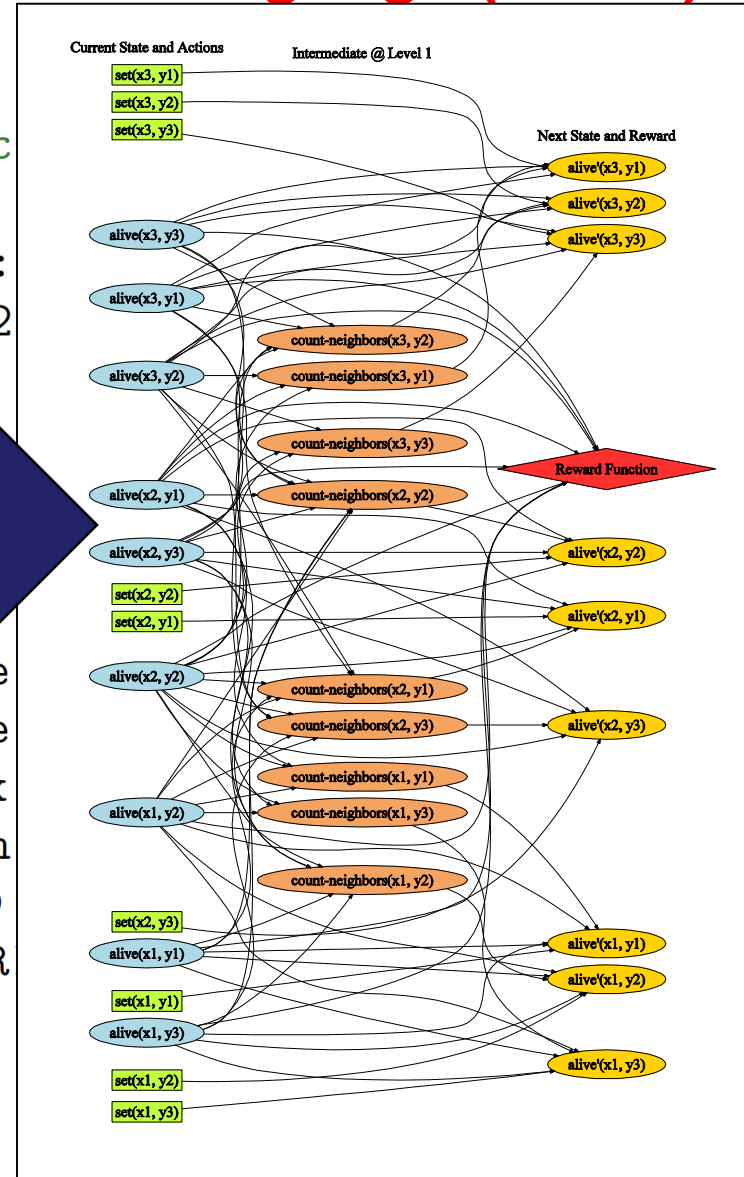 Current State and Actions
set(x3, y1)
set(x3, y2)
set(x3, y3)
alive(x3, y3)
alive(x3, y1)
alive(x3, y2)
alive(x2, y1)
alive(x2, y3)
set(x2, y2)
set(x2, y1)
alive(x2, y2)
alive(x1, y2)
set(x2, y3)
alive(x1, y1)
set(x1, y1)
alive(x1, y3)
set(x1, y2)
set(x1, y3)
Intermediate @ Level 1
count-neighbors(x3, y2)
count-neighbors(x3, y1)
count-neighbors(x3, y3)
count-neighbors(x2, y2)
count-neighbors(x2, y1)
count-neighbors(x2, y3)
count-neighbors(x1, y1)
count-neighbors(x1, y3)
count-neighbors(x1, y2)
Next State and Reward
alive'(x3, y1)
alive'(x3, y2)
alive'(x3, y3)
Reward Function
alive'(x2, y2)
alive'(x2, y1)
alive'(x2, y3)
alive'(x1, y1)
alive'(x1, y2)
alive'(x1, y3)